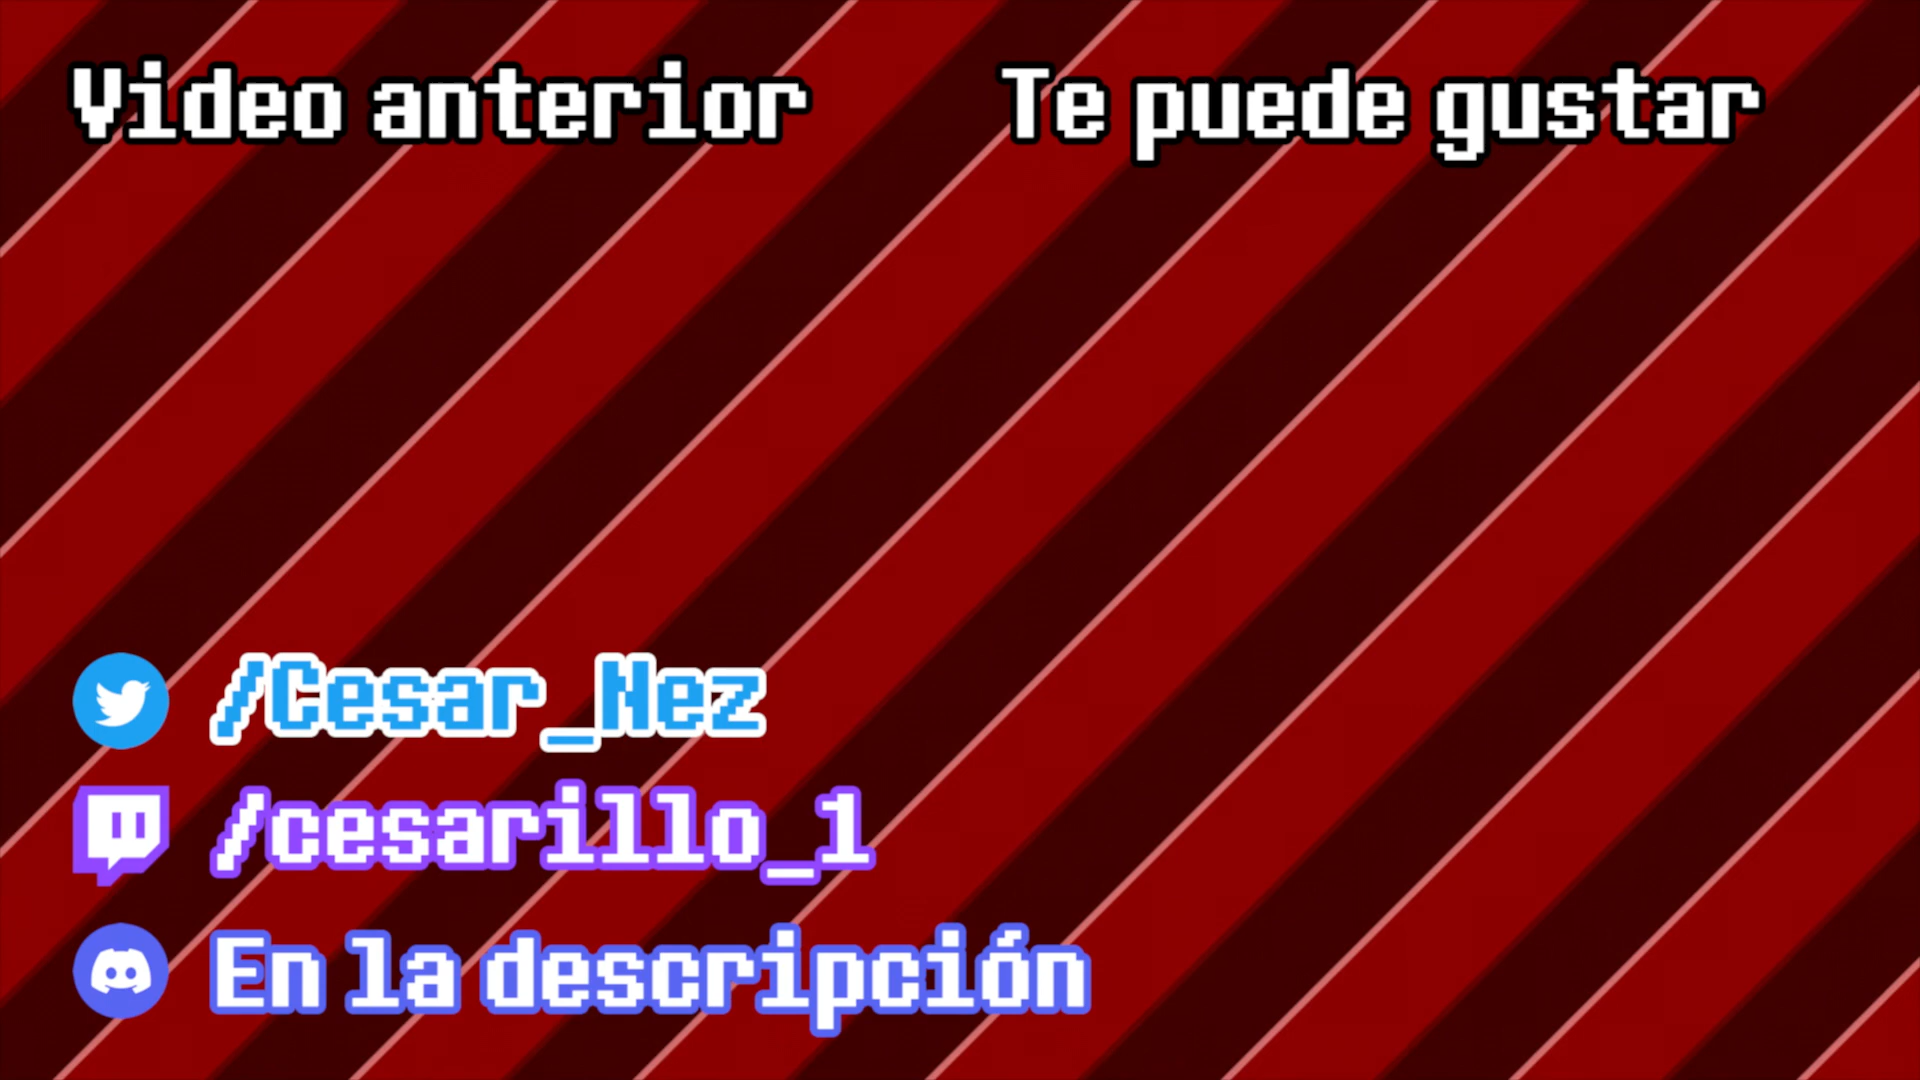 Video anterior
Te puede gustar
/Cesar_Nez
/cesarillo_1
En la descripción